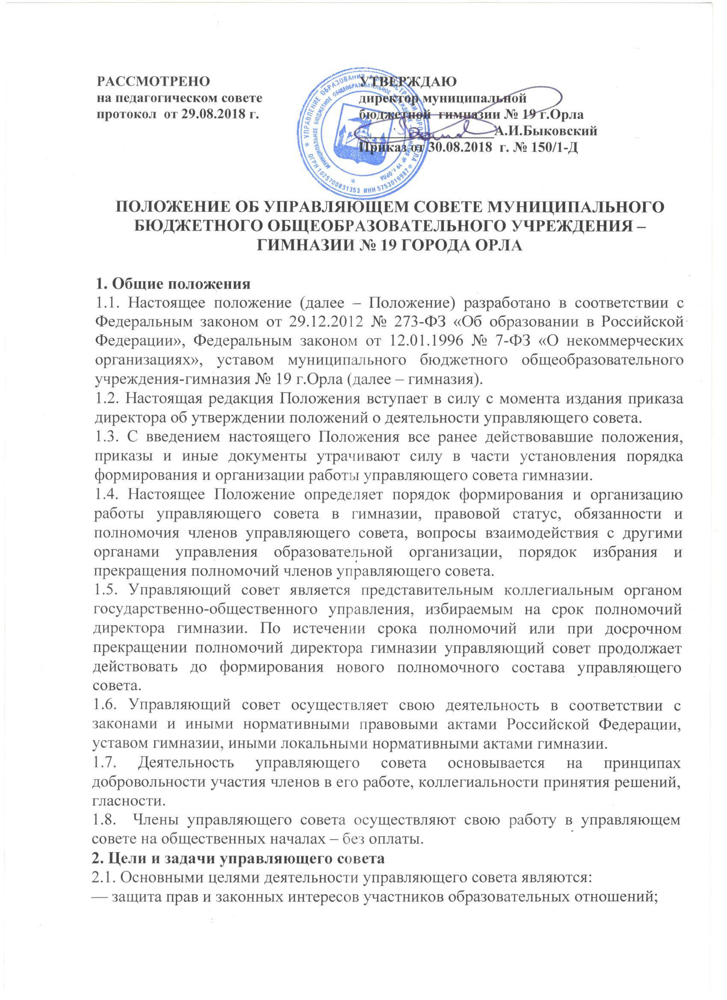 РАССМОТРЕНО
на педагогическом совете
протокол от 29.08.2018 г.
УТВЕРЖДАЮ
директор муниципальной
бюджетной гимназии № 19 г.Орла
А.И.Быковский
Приказ от 30.08.2018 г. № 150/1-Д
* УПРАВЛЕНИЕ ОБРАЗОВАНИЯ АДМИНИСТРАЦИИ ГОРОДА ОРЛА *
ОГРН 1025700831353 ИНН 5753019987
МУНИЦИПАЛЬНОЕ БЮДЖЕТНОЕ ОБЩЕОБРАЗОВАТЕЛЬНОЕ УЧРЕЖДЕНИЕ – ГИМНАЗИЯ № 19 г. ОРЛА *
ПОЛОЖЕНИЕ ОБ УПРАВЛЯЮЩЕМ СОВЕТЕ МУНИЦИПАЛЬНОГО
БЮДЖЕТНОГО ОБЩЕОБРАЗОВАТЕЛЬНОГО УЧРЕЖДЕНИЯ –
ГИМНАЗИИ № 19 ГОРОДА ОРЛА
1. Общие положения
1.1. Настоящее положение (далее – Положение) разработано в соответствии с
Федеральным законом от 29.12.2012 № 273-ФЗ «Об образовании в Российской
Федерации», Федеральным законом от 12.01.1996 № 7-ФЗ «О некоммерческих
организациях», уставом муниципального бюджетного общеобразовательного
учреждения-гимназия № 19 г.Орла (далее – гимназия).
1.2. Настоящая редакция Положения вступает в силу с момента издания приказа
директора об утверждении положений о деятельности управляющего совета.
1.3. С введением настоящего Положения все ранее действовавшие положения,
приказы и иные документы утрачивают силу в части установления порядка
формирования и организации работы управляющего совета гимназии.
1.4. Настоящее Положение определяет порядок формирования и организацию
работы управляющего совета в гимназии, правовой статус, обязанности и
полномочия членов управляющего совета, вопросы взаимодействия с другими
органами управления образовательной организации, порядок избрания и
прекращения полномочий членов управляющего совета.
1.5. Управляющий совет является представительным коллегиальным органом
государственно-общественного управления, избираемым на срок полномочий
директора гимназии. По истечении срока полномочий или при досрочном
прекращении полномочий директора гимназии управляющий совет продолжает
действовать до формирования нового полномочного состава управляющего
совета.
1.6. Управляющий совет осуществляет свою деятельность в соответствии с
законами и иными нормативными правовыми актами Российской Федерации,
уставом гимназии, иными локальными нормативными актами гимназии.
1.7. Деятельность управляющего совета основывается на принципах
добровольности участия членов в его работе, коллегиальности принятия решений,
гласности.
1.8. Члены управляющего совета осуществляют свою работу в управляющем
совете на общественных началах – без оплаты.
2. Цели и задачи управляющего совета
2.1. Основными целями деятельности управляющего совета являются:
— защита прав и законных интересов участников образовательных отношений;